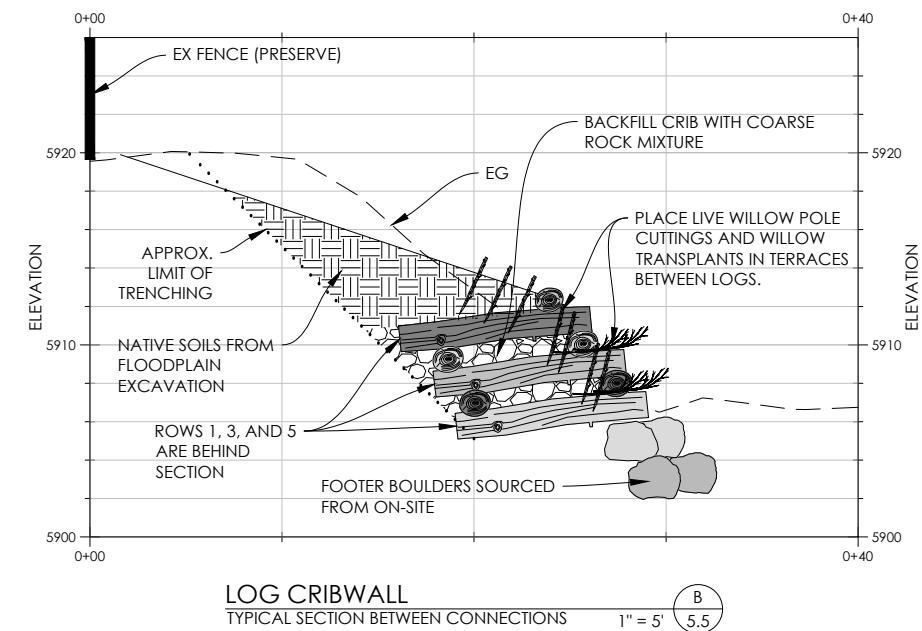 0+00
0+40
EX FENCE (PRESERVE)
BACKFILL CRIB WITH COARSE
ROCK MIXTURE
5920
5920
EG
PLACE LIVE WILLOW POLE
CUTTINGS AND WILLOW
TRANSPLANTS IN TERRACES
BETWEEN LOGS.
APPROX.
LIMIT OF
TRENCHING
ELEVATION
ELEVATION
NATIVE SOILS FROM
FLOODPLAIN
EXCAVATION
5910
5910
ROWS 1, 3, AND 5
ARE BEHIND
SECTION
FOOTER BOULDERS SOURCED
FROM ON-SITE
5900
5900
0+00
0+40
LOG CRIBWALL
TYPICAL SECTION BETWEEN CONNECTIONS
1" = 5'
B
5.5